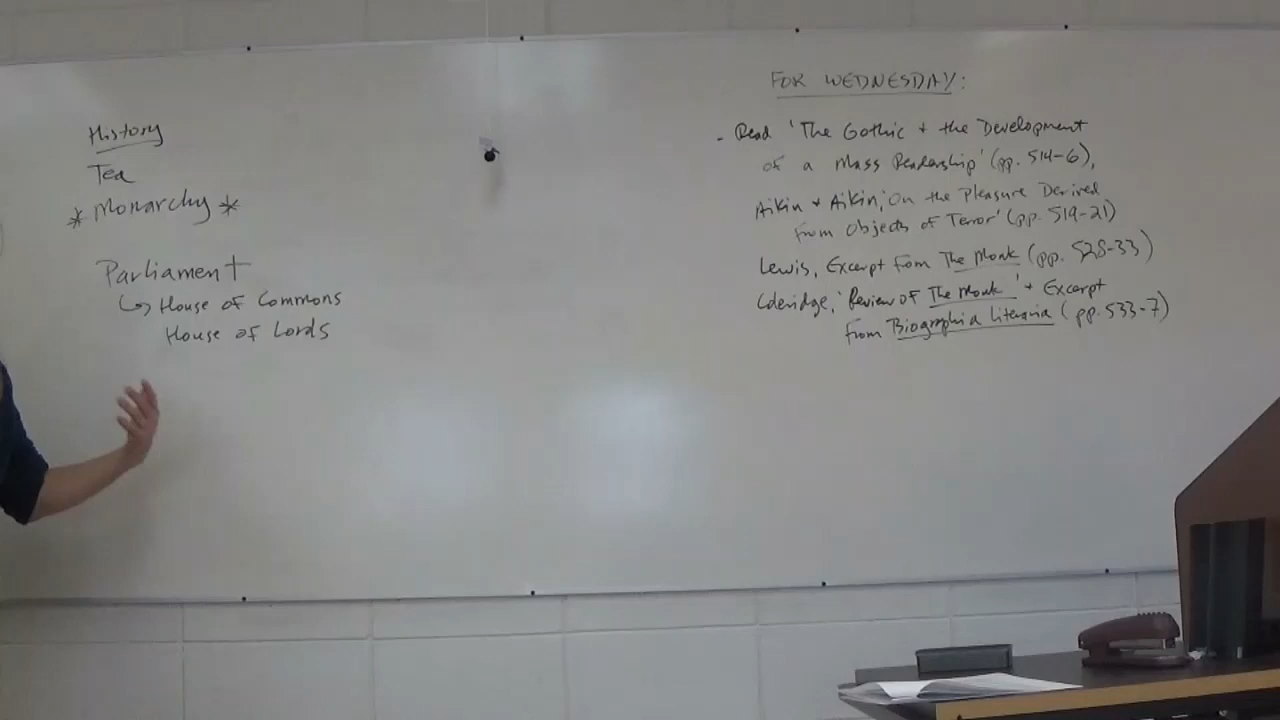 History
Tea
* Monarchy *
Parliament
↳ House of Commons
House of Lords
FOR WEDNESDAY:
- Read 'The Gothic + the Development
of a Mass Readership' (pp. 514-6),
Aikin + Aikin, 'On the Pleasure Derived
from Objects of Terror' (pp. 519-21)
Lewis, Excerpt from The Monk (pp. 528-33)
Coleridge, 'Review of The Monk' + Excerpt
from Biographia Literaria (pp. 533-7)